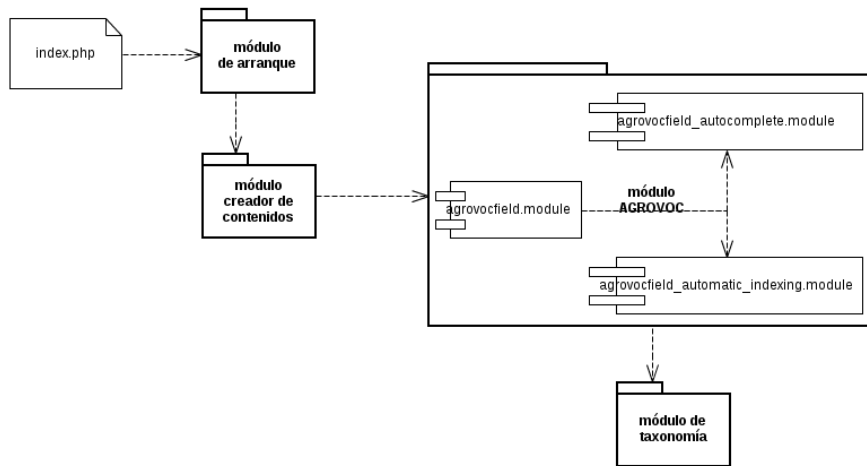 index.php
módulo
de arranque
módulo
creador de
contenidos
agrovocfield_autocomplete.module
agrovocfield.module
módulo
AGROVOC
agrovocfield_automatic_indexing.module
módulo de
taxonomía